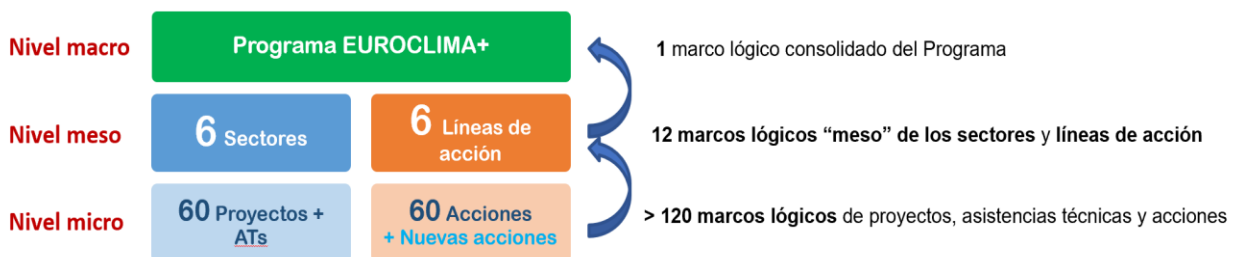 Nivel macro
Programa EUROCLIMA+
1 marco lógico consolidado del Programa
Nivel meso
6 Sectores
6 Líneas de
acción
12 marcos lógicos “meso” de los sectores y líneas de acción
Nivel micro
60 Proyectos +
ATs
60 Acciones
+ Nuevas acciones
> 120 marcos lógicos de proyectos, asistencias técnicas y acciones